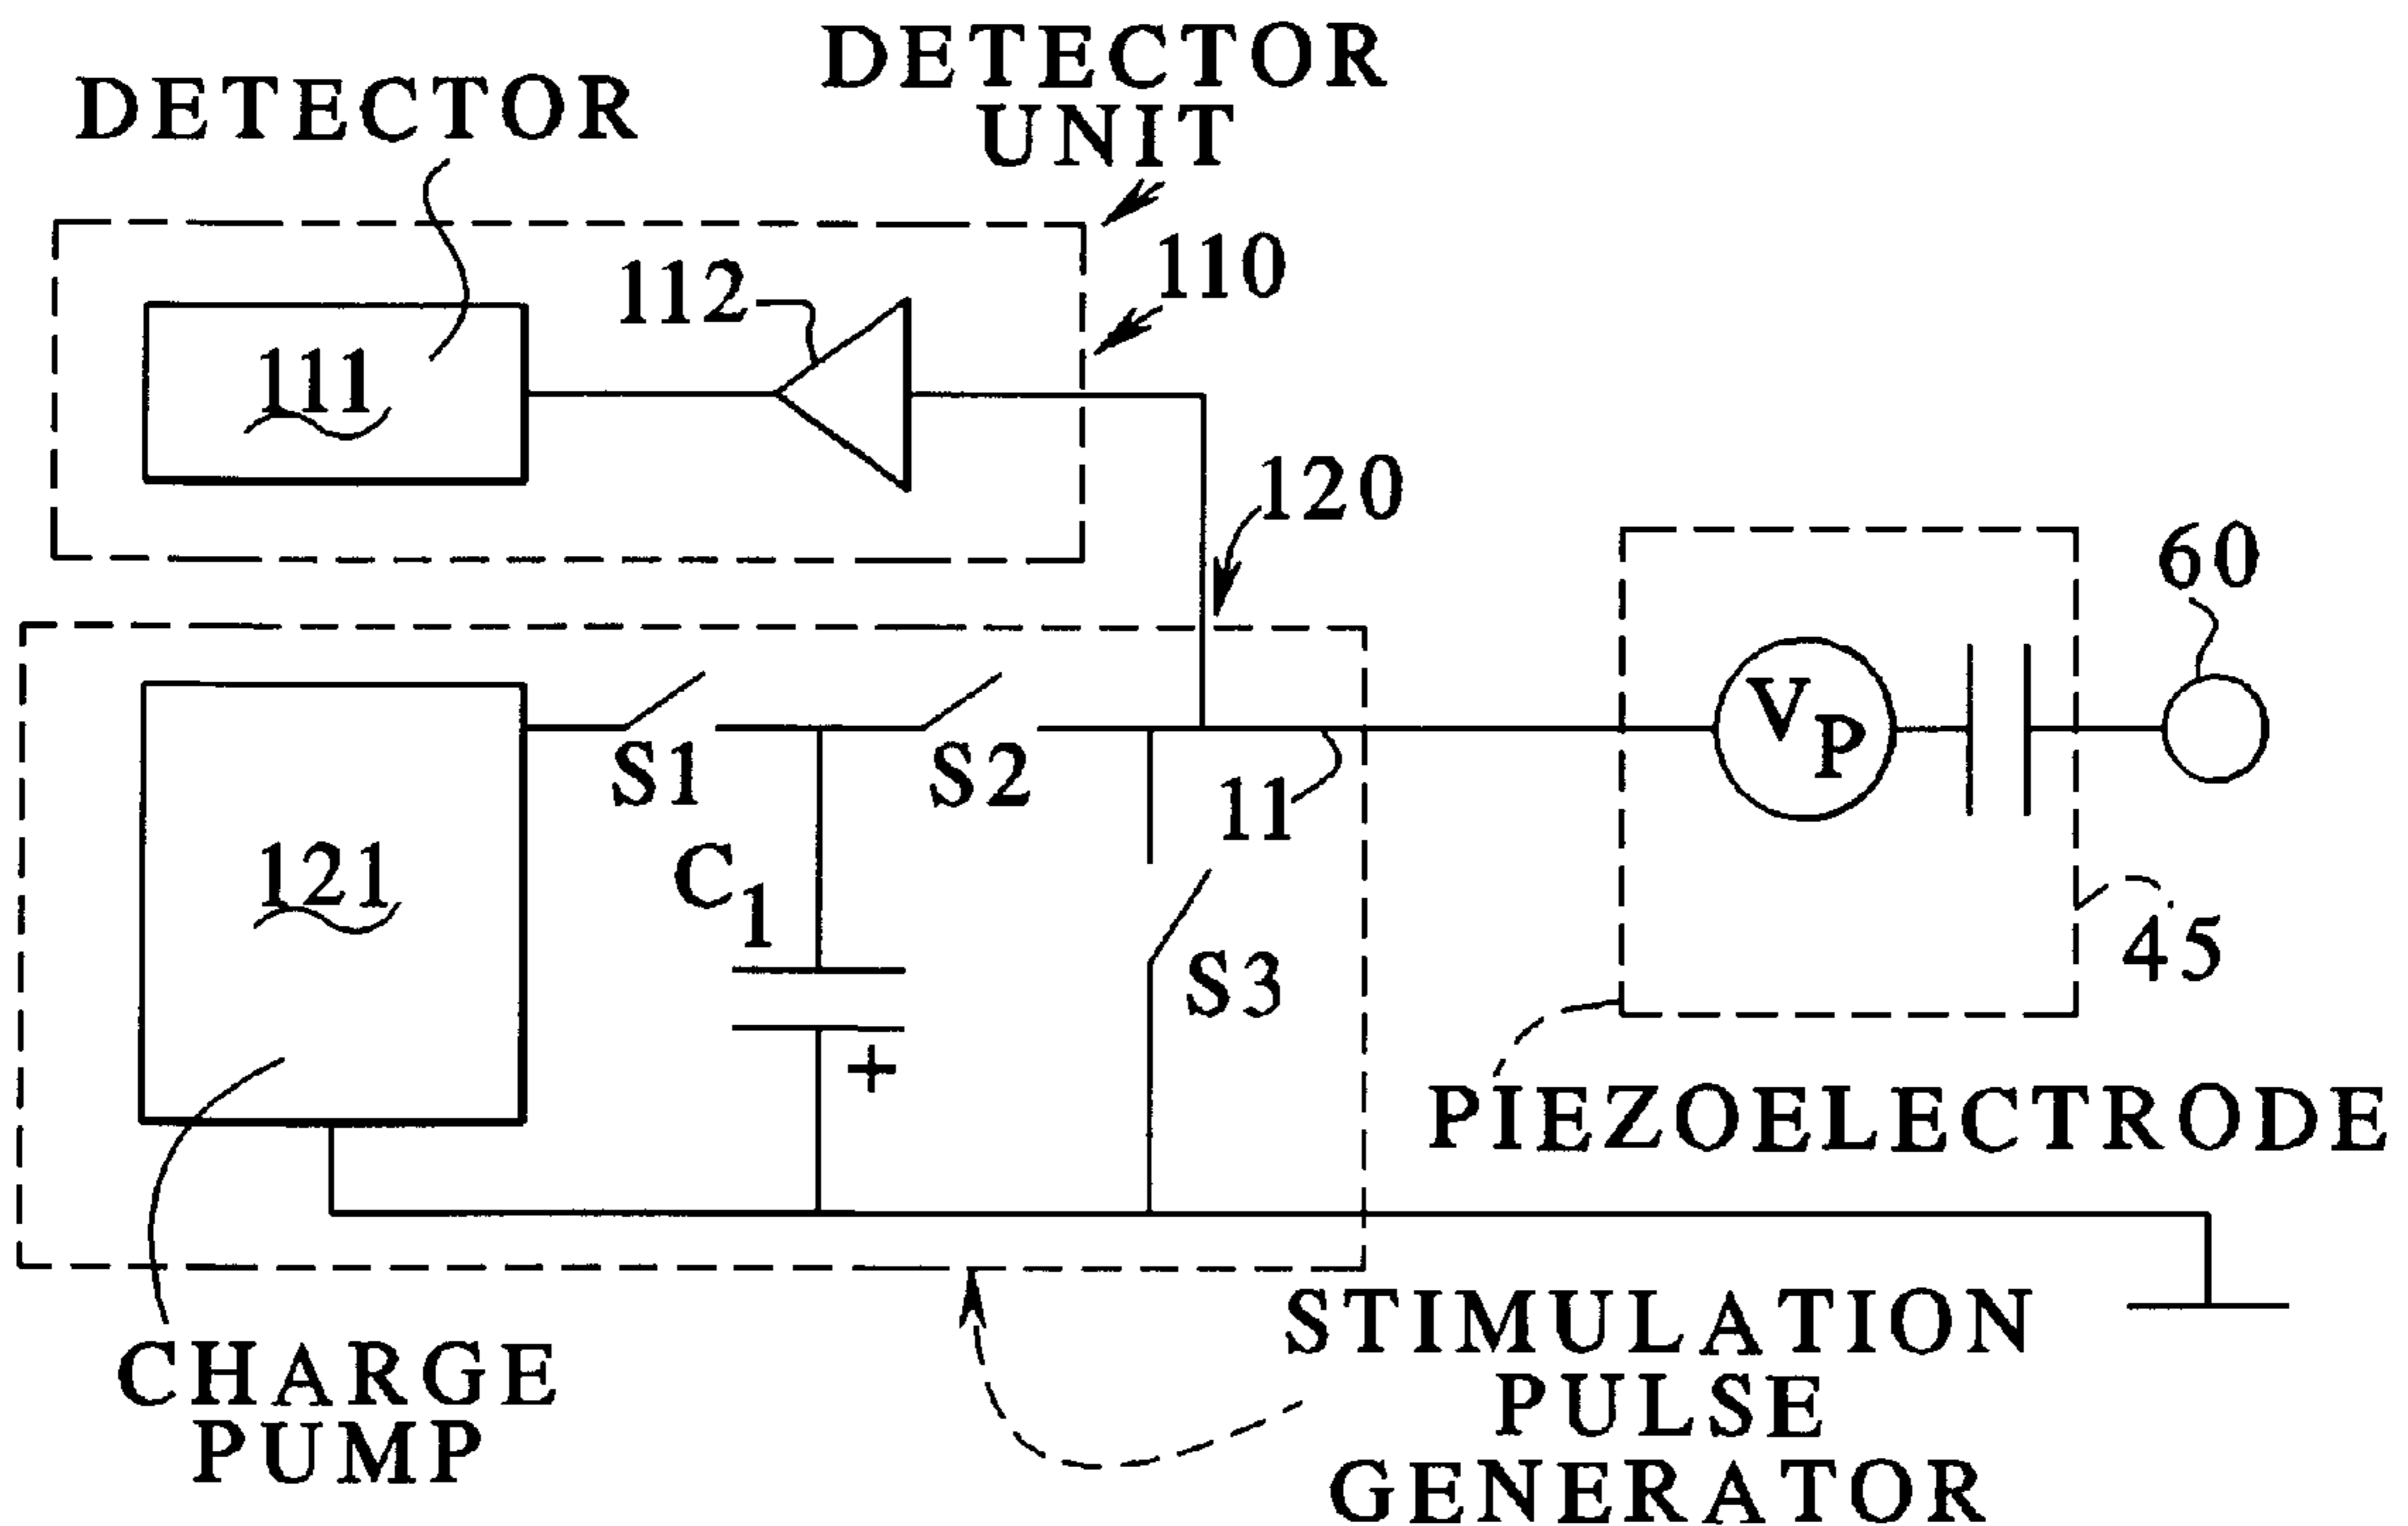 DETECTOR
DETECTOR
UNIT
110
112
111
120
60
VP
S1
S2
11
C1
121
S3
45
+
PIEZOELECTRODE
CHARGE
PUMP
STIMULATION
PULSE
GENERATOR